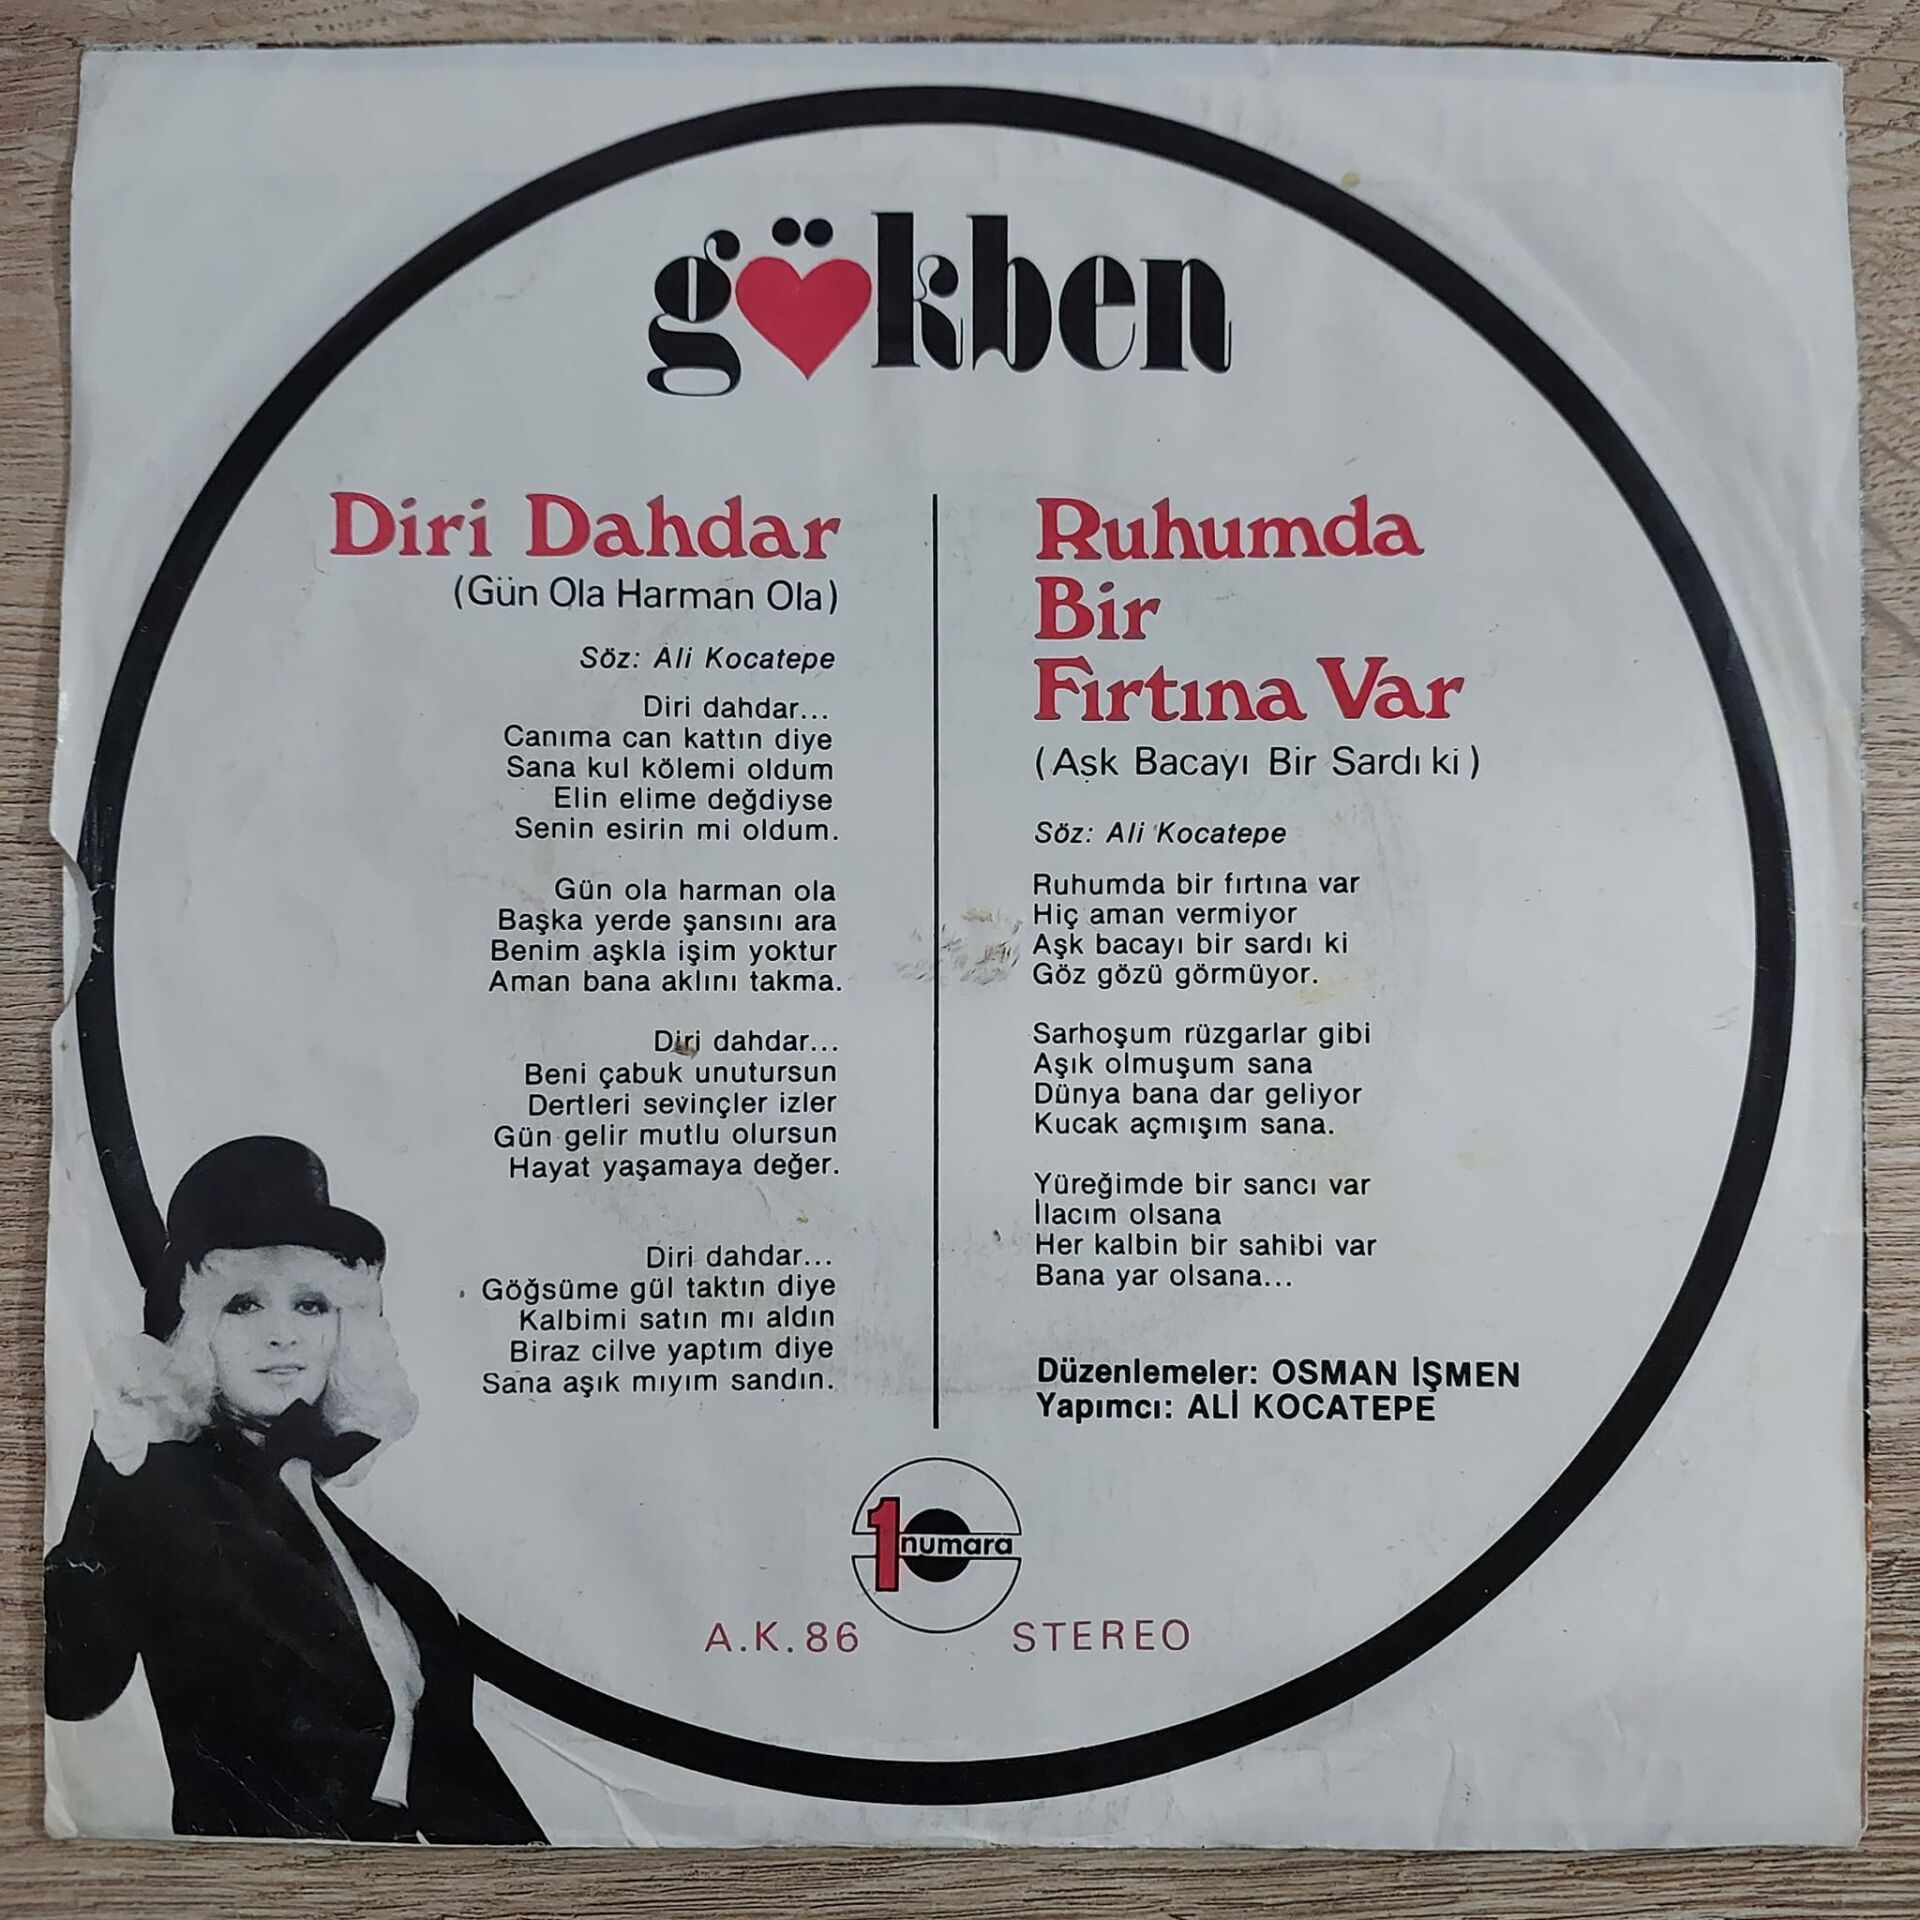 gökben
Diri Dahdar
(Gün Ola Harman Ola)
Söz: Ali Kocatepe
Diri dahdar...
Canıma can kattın diye
Sana kul kölemi oldum
Elin elime değdiyse
Senin esirin mi oldum.
Gün ola harman ola
Başka yerde şansını ara
Benim aşkla işim yoktur
Aman bana aklını takma.
Diri dahdar...
Beni çabuk unutursun
Dertleri sevinçler izler
Gün gelir mutlu olursun
Hayat yaşamaya değer.
Diri dahdar...
Göğsüme gül taktın diye
Kalbimi satın mı aldın
Biraz cilve yaptım diye
Sana aşık mıyım sandın.
Ruhumda
Bir
Fırtına Var
(Aşk Bacayı Bir Sardı ki)
Söz: Ali Kocatepe
Ruhumda bir fırtına var
Hiç aman vermiyor
Aşk bacayı bir sardı ki
Göz gözü görmüyor.
Sarhoşum rüzgarlar gibi
Aşık olmuşum sana
Dünya bana dar geliyor
Kucak açmışım sana.
Yüreğimde bir sancı var
İlacım olsana
Her kalbin bir sahibi var
Bana yar olsana...
Düzenlemeler: OSMAN İŞMEN
Yapımcı: ALİ KOCATEPE
1 numara
A.K. 86 STEREO